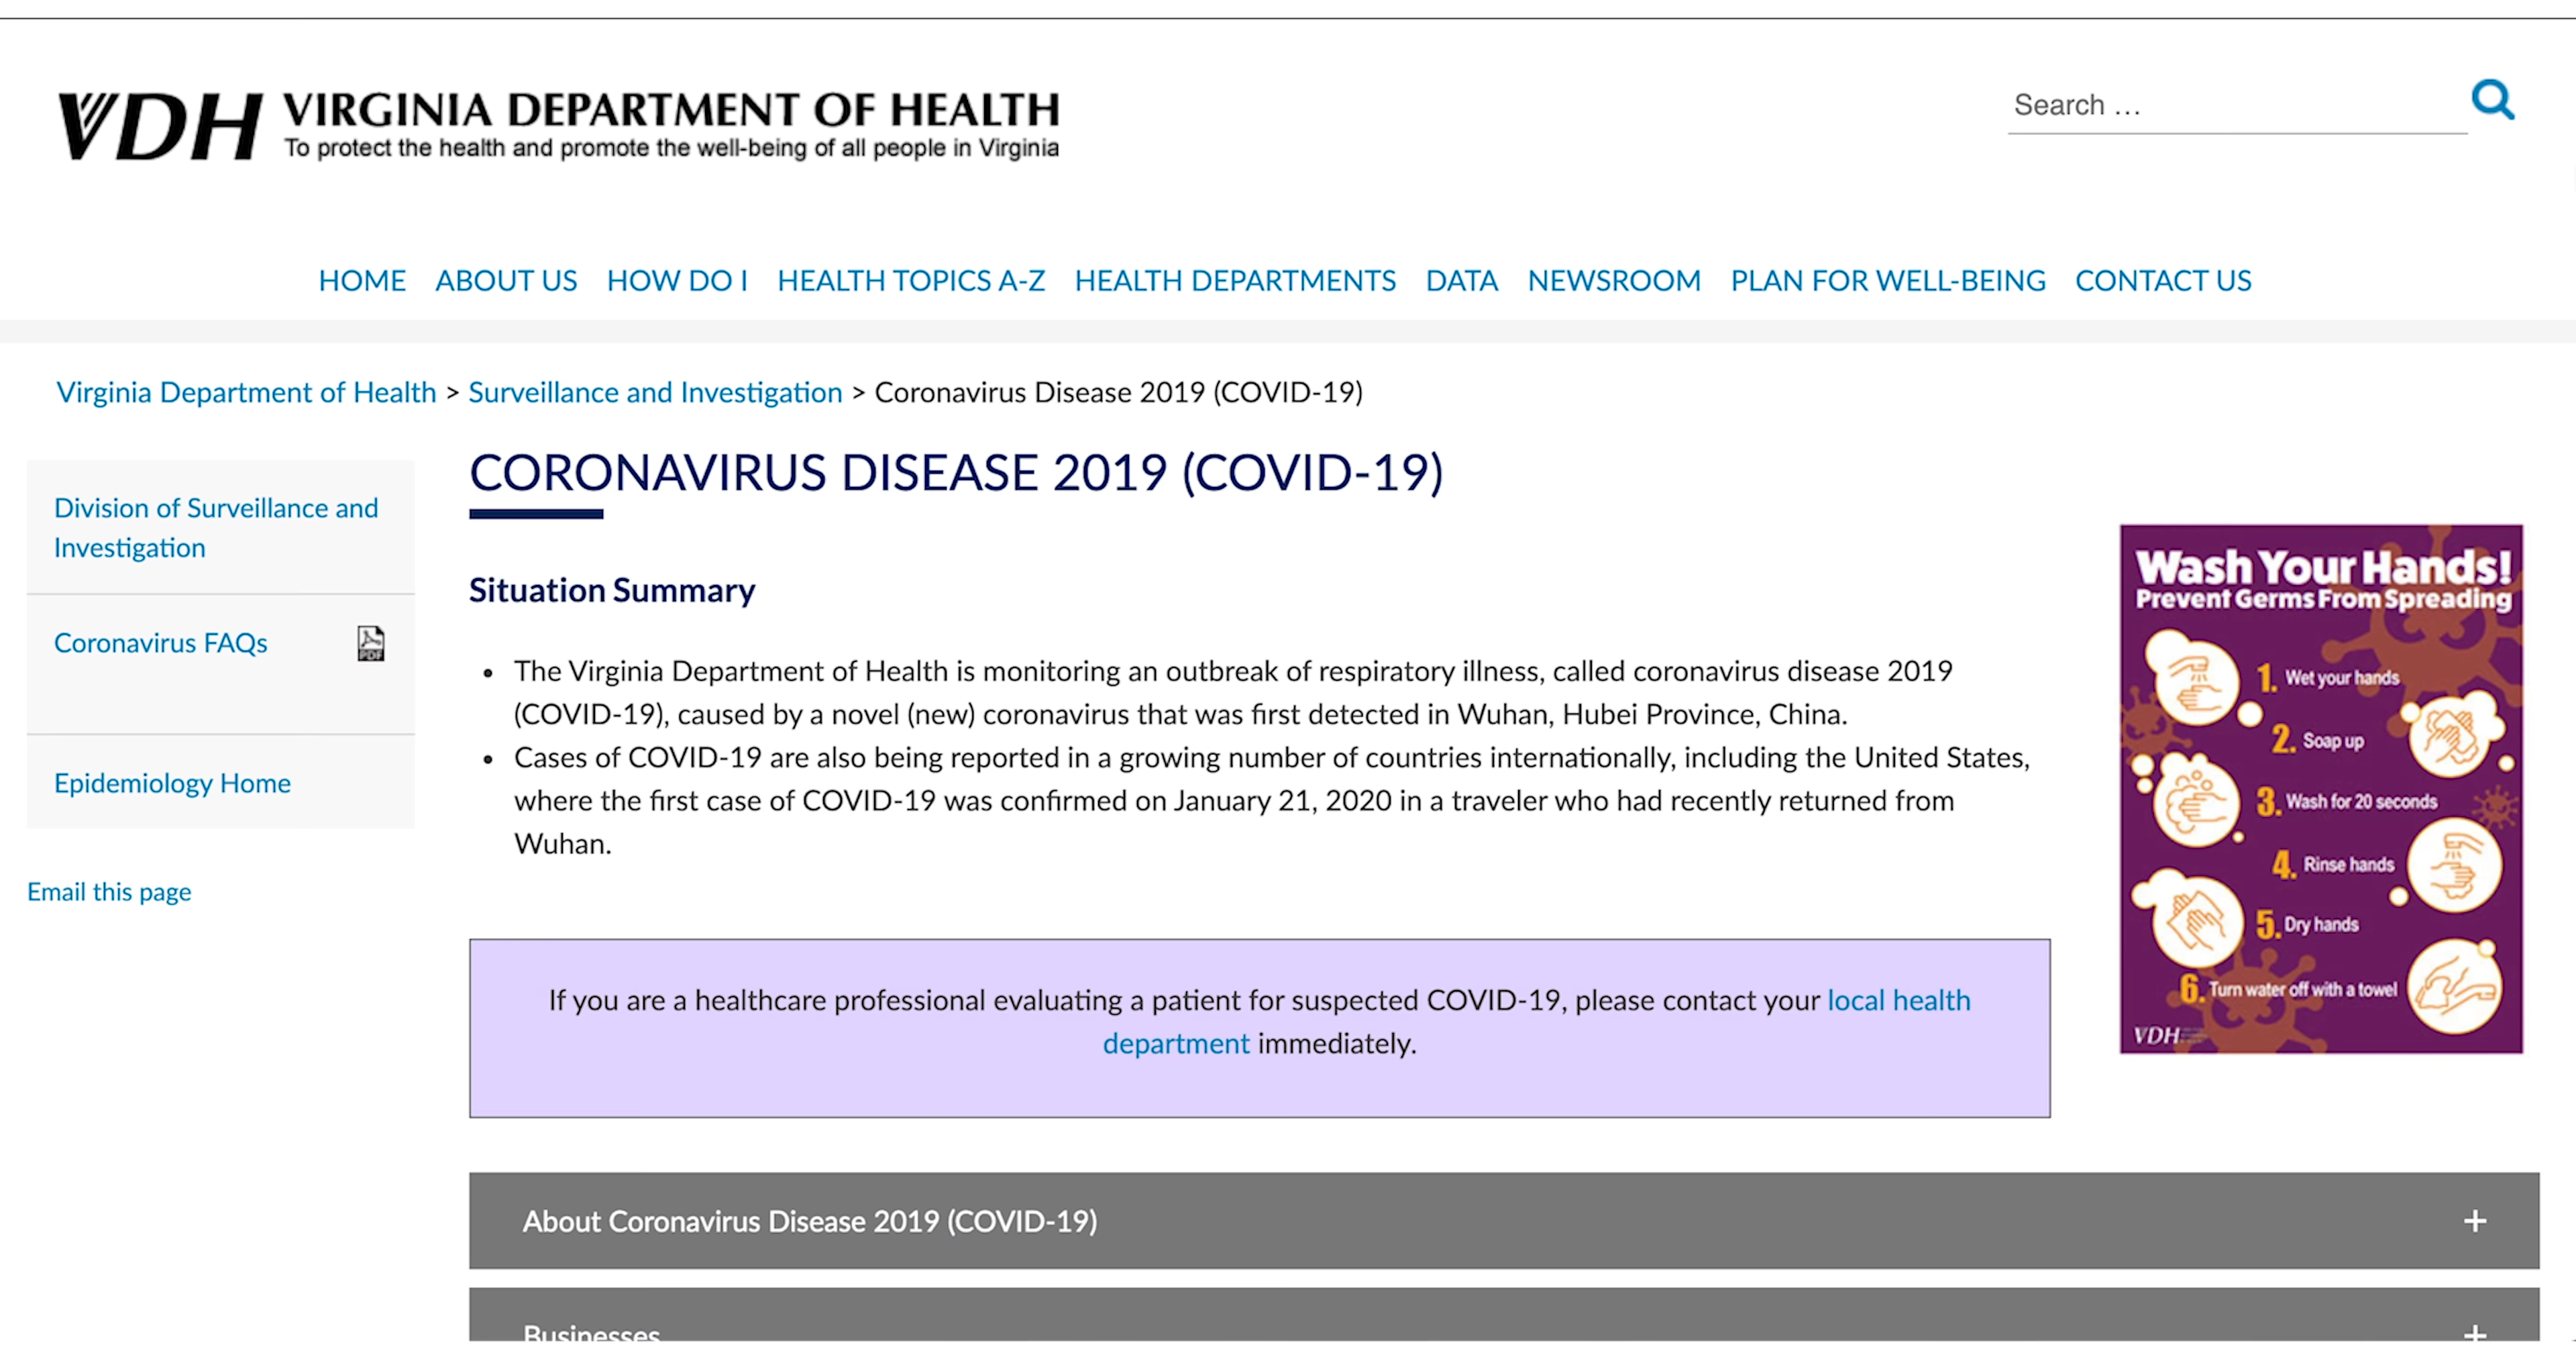 VDH VIRGINIA DEPARTMENT OF HEALTH
To protect the health and promote the well-being of all people in Virginia
Search ...
HOME ABOUT US HOW DO I HEALTH TOPICS A-Z HEALTH DEPARTMENTS DATA NEWSROOM PLAN FOR WELL-BEING CONTACT US
Virginia Department of Health > Surveillance and Investigation > Coronavirus Disease 2019 (COVID-19)
Division of Surveillance and
Investigation
Coronavirus FAQs
PDF
Epidemiology Home
Email this page
CORONAVIRUS DISEASE 2019 (COVID-19)
Situation Summary
• The Virginia Department of Health is monitoring an outbreak of respiratory illness, called coronavirus disease 2019
(COVID-19), caused by a novel (new) coronavirus that was first detected in Wuhan, Hubei Province, China.
• Cases of COVID-19 are also being reported in a growing number of countries internationally, including the United States,
where the first case of COVID-19 was confirmed on January 21, 2020 in a traveler who had recently returned from
Wuhan.
If you are a healthcare professional evaluating a patient for suspected COVID-19, please contact your local health
department immediately.
Wash Your Hands!
Prevent Germs From Spreading
1. Wet your hands
2. Soap up
3. Wash for 20 seconds
4. Rinse hands
5. Dry hands
6. Turn water off with a towel
VDH
About Coronavirus Disease 2019 (COVID-19) +
Businesses +